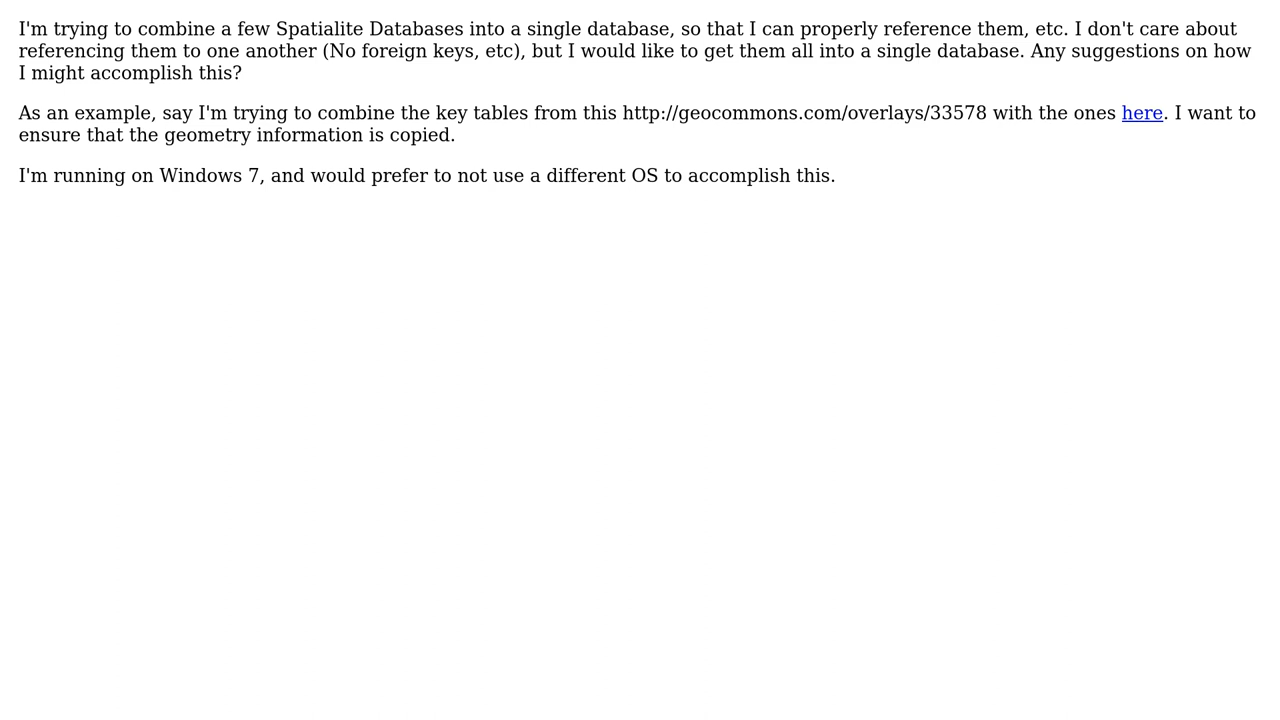 I'm trying to combine a few Spatialite Databases into a single database, so that I can properly reference them, etc. I don't care about
referencing them to one another (No foreign keys, etc), but I would like to get them all into a single database. Any suggestions on how
I might accomplish this?
As an example, say I'm trying to combine the key tables from this http://geocommons.com/overlays/33578 with the ones here. I want to
ensure that the geometry information is copied.
I'm running on Windows 7, and would prefer to not use a different OS to accomplish this.